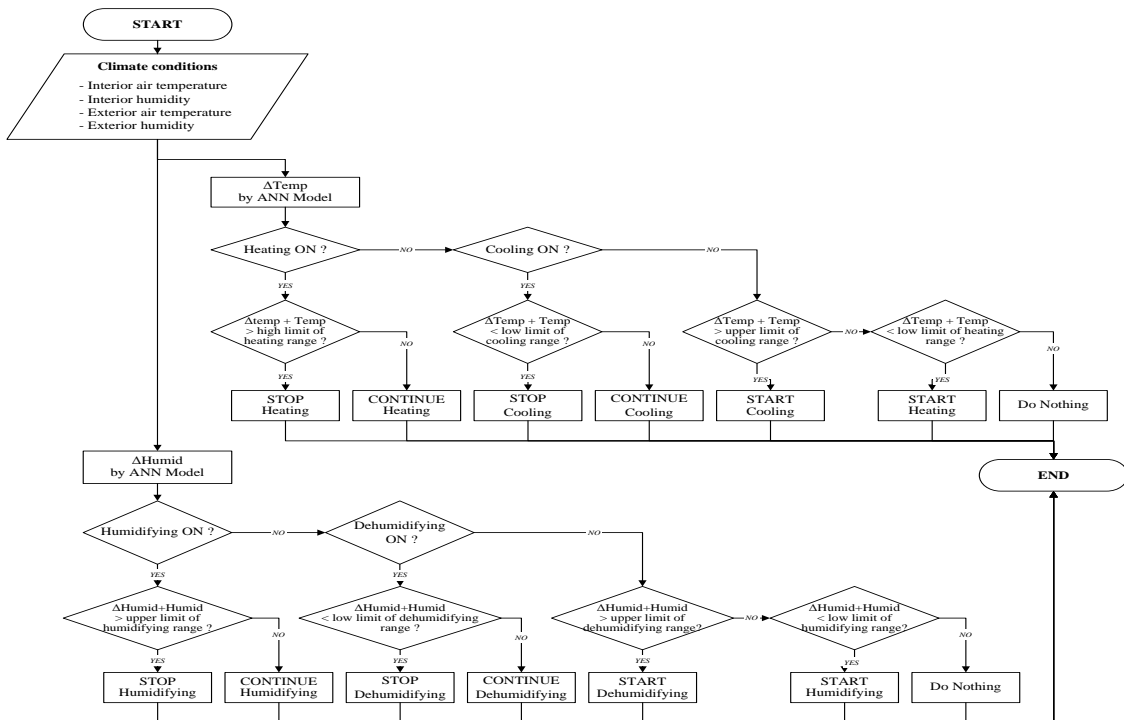 START
Climate conditions
- Interior air temperature
- Interior humidity
- Exterior air temperature
- Exterior humidity
ΔTemp
by ANN Model
Heating ON ?
NO
Cooling ON ?
NO
YES
YES
Δtemp + Temp
> high limit of
heating range ?
NO
ΔTemp + Temp
< low limit of
cooling range ?
NO
ΔTemp + Temp
> upper limit of
cooling range ?
NO
ΔTemp + Temp
< low limit of heating
range ?
NO
YES
YES
YES
YES
STOP
Heating
CONTINUE
Heating
STOP
Cooling
CONTINUE
Cooling
START
Cooling
START
Heating
Do Nothing
ΔHumid
by ANN Model
END
Humidifying ON ?
NO
Dehumidifying
ON ?
NO
YES
YES
ΔHumid+Humid
> upper limit of
humidifying range ?
NO
ΔHumid+Humid
< low limit of dehumidifying
range ?
NO
ΔHumid+Humid
> upper limit of
dehumidifying range?
NO
ΔHumid+Humid
< low limit of
humidifying range?
NO
YES
YES
YES
YES
STOP
Humidifying
CONTINUE
Humidifying
STOP
Dehumidifying
CONTINUE
Dehumidifying
START
Dehumidifying
START
Humidifying
Do Nothing